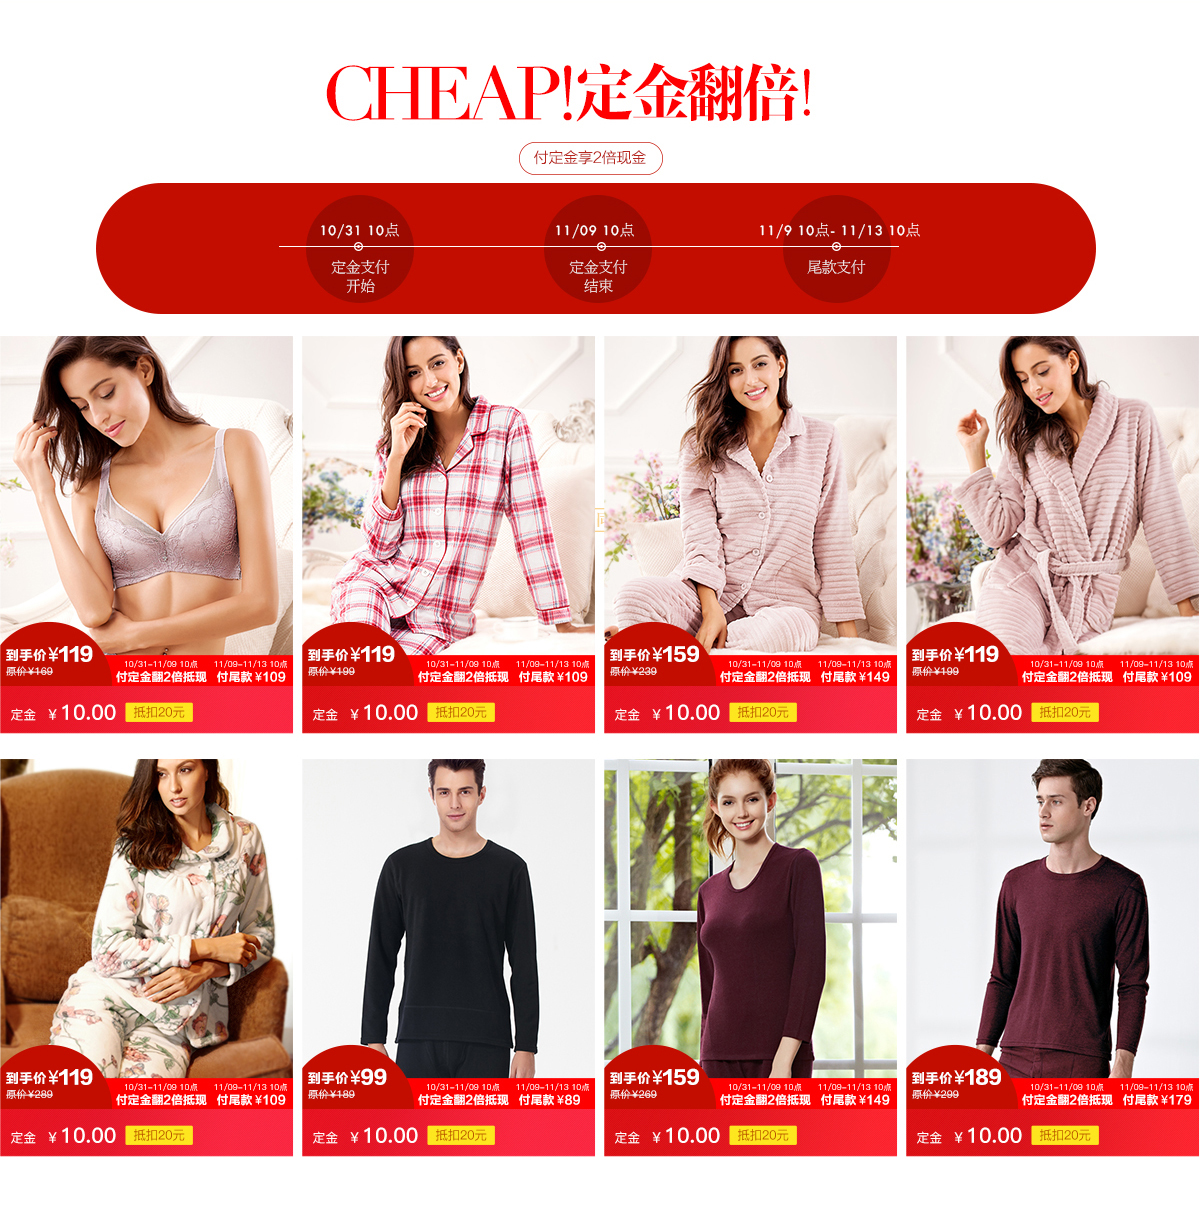 CHEAP!定金翻倍!
付定金享2倍现金
10/31 10点
定金支付
开始
11/09 10点
定金支付
结束
11/9 10点- 11/13 10点
尾款支付
到手价¥119
原价¥169
10/31-11/09 10点
付定金翻2倍抵现
11/09-11/13 10点
付尾款 ¥109
定金 ¥10.00 抵扣20元
到手价¥119
原价¥199
10/31-11/09 10点
付定金翻2倍抵现
11/09-11/13 10点
付尾款 ¥109
定金 ¥10.00 抵扣20元
到手价¥159
原价¥239
10/31-11/09 10点
付定金翻2倍抵现
11/09-11/13 10点
付尾款 ¥149
定金 ¥10.00 抵扣20元
到手价¥119
原价¥199
10/31-11/09 10点
付定金翻2倍抵现
11/09-11/13 10点
付尾款 ¥109
定金 ¥10.00 抵扣20元
到手价¥119
原价¥289
10/31-11/09 10点
付定金翻2倍抵现
11/09-11/13 10点
付尾款 ¥109
定金 ¥10.00 抵扣20元
到手价¥99
原价¥189
10/31-11/09 10点
付定金翻2倍抵现
11/09-11/13 10点
付尾款 ¥89
定金 ¥10.00 抵扣20元
到手价¥159
原价¥269
10/31-11/09 10点
付定金翻2倍抵现
11/09-11/13 10点
付尾款 ¥149
定金 ¥10.00 抵扣20元
到手价¥189
原价¥299
10/31-11/09 10点
付定金翻2倍抵现
11/09-11/13 10点
付尾款 ¥179
定金 ¥10.00 抵扣20元